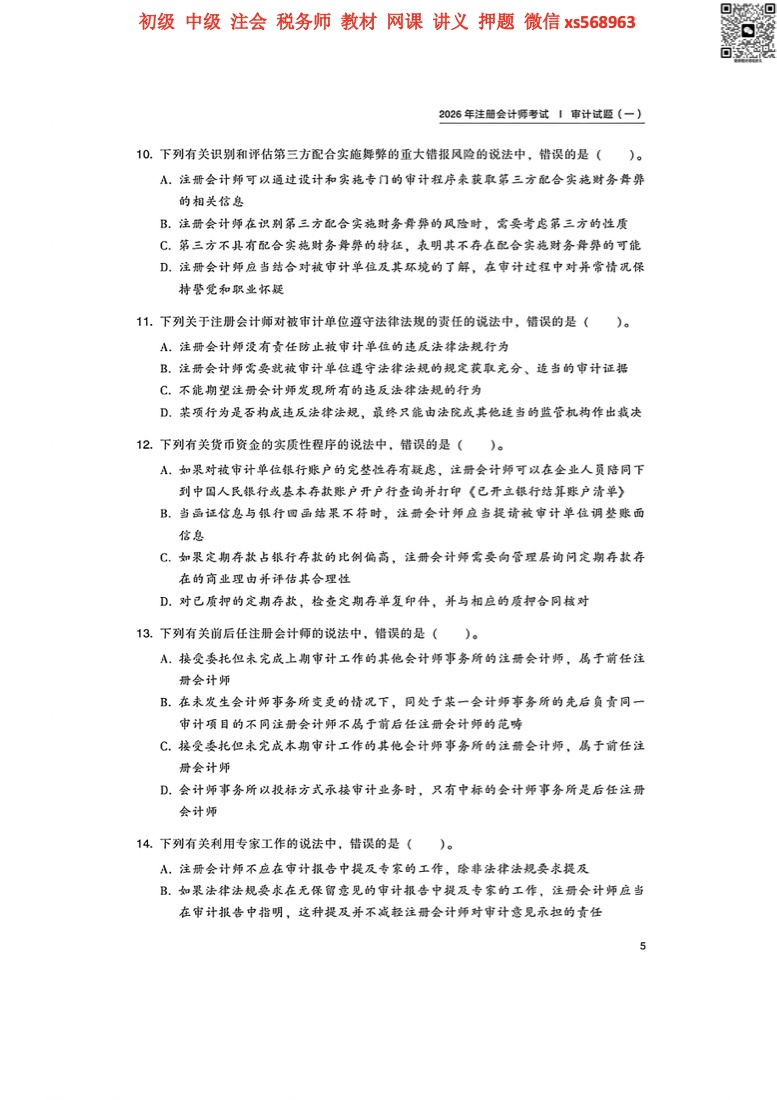 初级 中级 注会 税务师 教材 网课 讲义 押题 微信 xs568963
2026 年注册会计师考试 I 审计试题（一）
10. 下列有关识别和评估第三方配合实施舞弊的重大错报风险的说法中，错误的是（ ）。
A. 注册会计师可以通过设计和实施专门的审计程序来获取第三方配合实施财务舞弊
的相关信息
B. 注册会计师在识别第三方配合实施财务舞弊的风险时，需要考虑第三方的性质
C. 第三方不具有配合实施财务舞弊的特征，表明其不存在配合实施财务舞弊的可能
D. 注册会计师应当结合对被审计单位及其环境的了解，在审计过程中对异常情况保
持警觉和职业怀疑
11. 下列关于注册会计师对被审计单位遵守法律法规的责任的说法中，错误的是（ ）。
A. 注册会计师没有责任防止被审计单位的违反法律法规行为
B. 注册会计师需要就被审计单位遵守法律法规的规定获取充分、适当的审计证据
C. 不能期望注册会计师发现所有的违反法律法规的行为
D. 某项行为是否构成违反法律法规，最终只能由法院或其他适当的监管机构作出裁决
12. 下列有关货币资金的实质性程序的说法中，错误的是（ ）。
A. 如果对被审计单位银行账户的完整性存有疑虑，注册会计师可以在企业人员陪同下
到中国人民银行或基本存款账户开户行查询并打印《已开立银行结算账户清单》
B. 当函证信息与银行回函结果不符时，注册会计师应当提请被审计单位调整账面
信息
C. 如果定期存款占银行存款的比例偏高，注册会计师需要向管理层询问定期存款存
在的商业理由并评估其合理性
D. 对已质押的定期存款，检查定期存单复印件，并与相应的质押合同核对
13. 下列有关前后任注册会计师的说法中，错误的是（ ）。
A. 接受委托但未完成上期审计工作的其他会计师事务所的注册会计师，属于前任注
册会计师
B. 在未发生会计师事务所变更的情况下，同处于某一会计师事务所的先后负责同一
审计项目的不同注册会计师不属于前后任注册会计师的范畴
C. 接受委托但未完成本期审计工作的其他会计师事务所的注册会计师，属于前任注
册会计师
D. 会计师事务所以投标方式承接审计业务时，只有中标的会计师事务所是后任注册
会计师
14. 下列有关利用专家工作的说法中，错误的是（ ）。
A. 注册会计师不应在审计报告中提及专家的工作，除非法律法规要求提及
B. 如果法律法规要求在无保留意见的审计报告中提及专家的工作，注册会计师应当
在审计报告中指明，这种提及并不减轻注册会计师对审计意见承担的责任
5